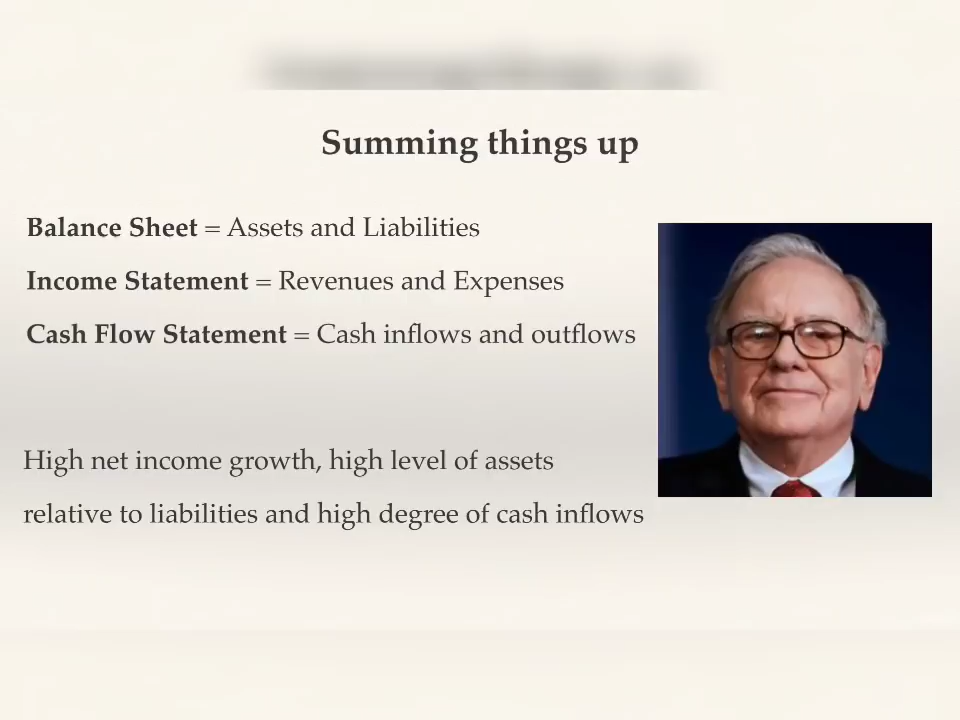 Summing things up
Balance Sheet = Assets and Liabilities
Income Statement = Revenues and Expenses
Cash Flow Statement = Cash inflows and outflows
High net income growth, high level of assets
relative to liabilities and high degree of cash inflows